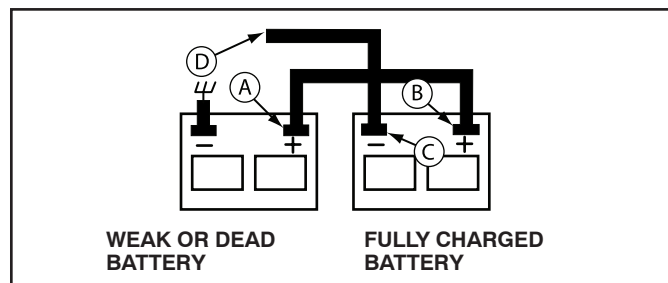 D
A
B
C
− + − +
WEAK OR DEAD
BATTERY
FULLY CHARGED
BATTERY